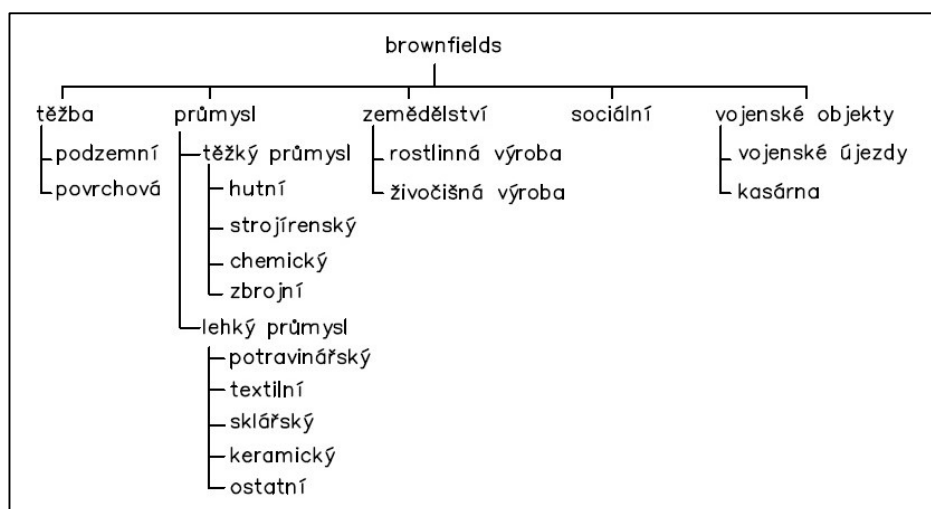 brownfields
těžba průmysl zemědělství sociální vojenské objekty
podzemní těžký průmysl rostlinná výroba vojenské újezdy
povrchová hutní živočišná výroba kasárna
strojírenský
chemický
zbrojní
lehký průmysl
potravinářský
textilní
sklářský
keramický
ostatní